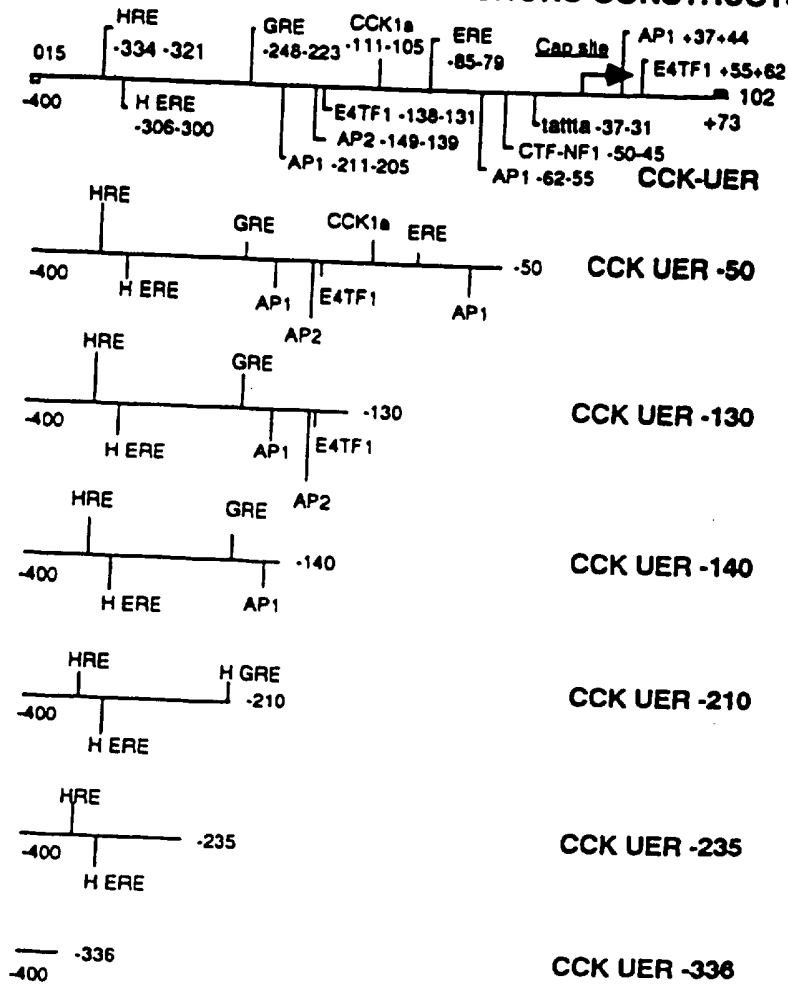 HRE
GRE
CCK1a
ERE
Cap site
AP1 +37+44
015
-334 -321
-248-223
-111-105
-85-79
E4TF1 +55+62
-400
H ERE
-306-300
E4TF1 -138-131
AP2 -149-139
AP1 -211-205
tattta -37-31
CTF-NF1 -50-45
AP1 -62-55
102
+73
CCK-UER
HRE
GRE
CCK1a
ERE
-400
H ERE
AP1
E4TF1
AP2
AP1
-50
CCK UER -50
HRE
GRE
-400
H ERE
AP1
E4TF1
AP2
-130
CCK UER -130
HRE
GRE
-400
H ERE
AP1
-140
CCK UER -140
HRE
H GRE
-400
H ERE
-210
CCK UER -210
HRE
-400
H ERE
-235
CCK UER -235
-400
-336
CCK UER -336